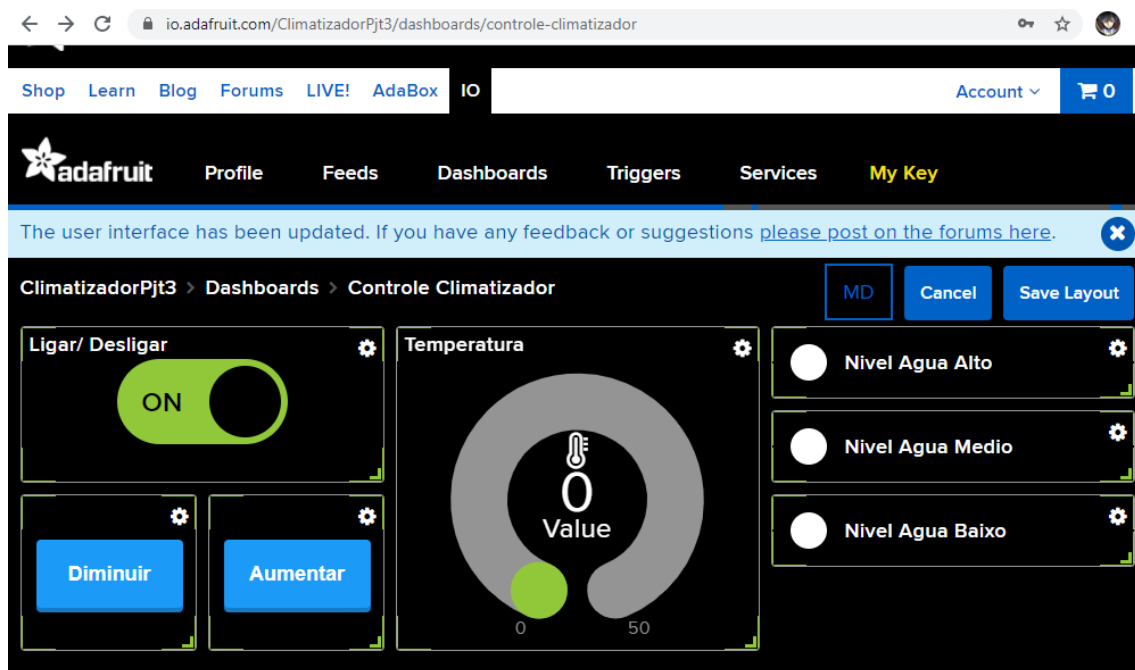 io.adafruit.com/ClimatizadorPjt3/dashboards/controle-climatizador
Shop Learn Blog Forums LIVE! AdaBox IO Account 0
adafruit Profile Feeds Dashboards Triggers Services My Key
The user interface has been updated. If you have any feedback or suggestions please post on the forums here.
ClimatizadorPjt3 > Dashboards > Controle Climatizador MD Cancel Save Layout
Ligar/ Desligar
ON
Diminuir Aumentar
Temperatura
0
Value
0 50
Nivel Agua Alto
Nivel Agua Medio
Nivel Agua Baixo